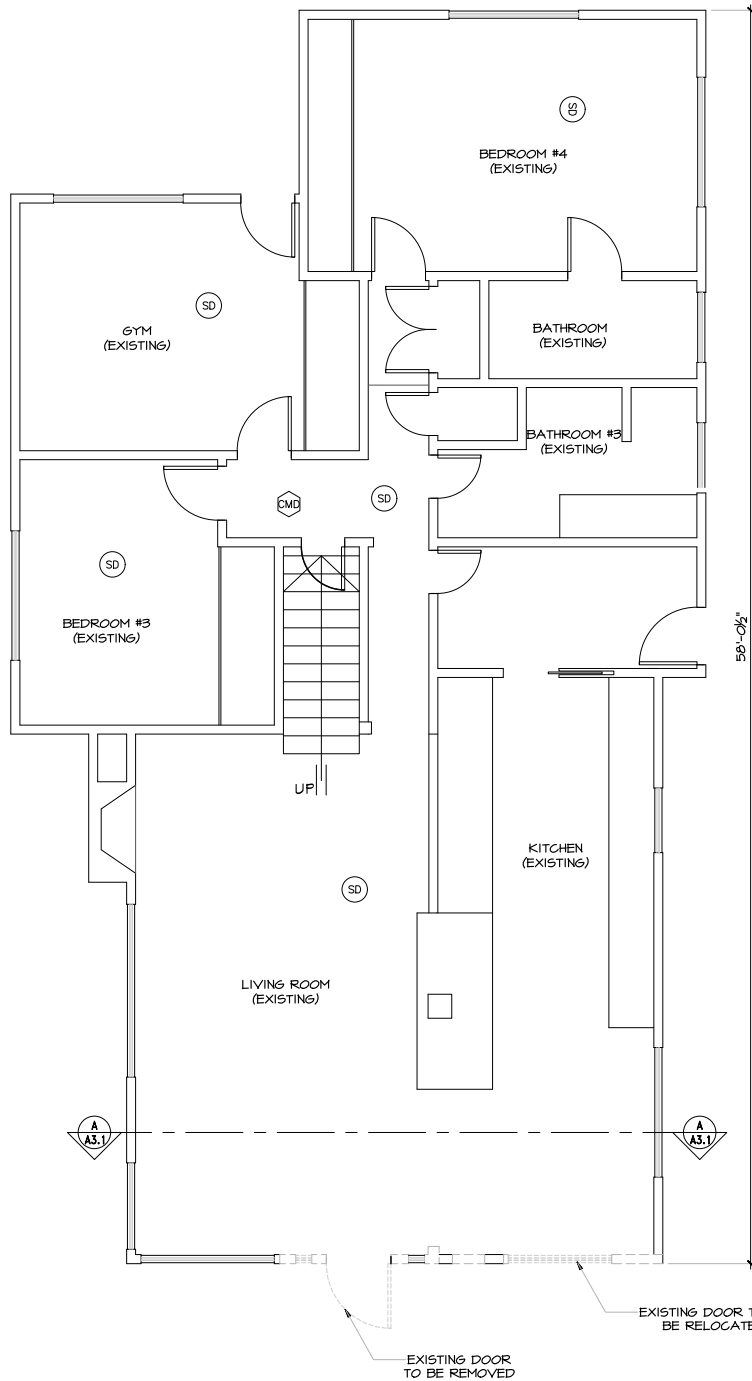 SD
BEDROOM #4
(EXISTING)
SD
GYM
(EXISTING)
BATHROOM
(EXISTING)
BATHROOM #3
(EXISTING)
CMD
SD
SD
BEDROOM #3
(EXISTING)
58'-0½"
UP
KITCHEN
(EXISTING)
SD
LIVING ROOM
(EXISTING)
A
A3.1
A
A3.1
EXISTING DOOR T
BE RELOCATE
EXISTING DOOR
TO BE REMOVED